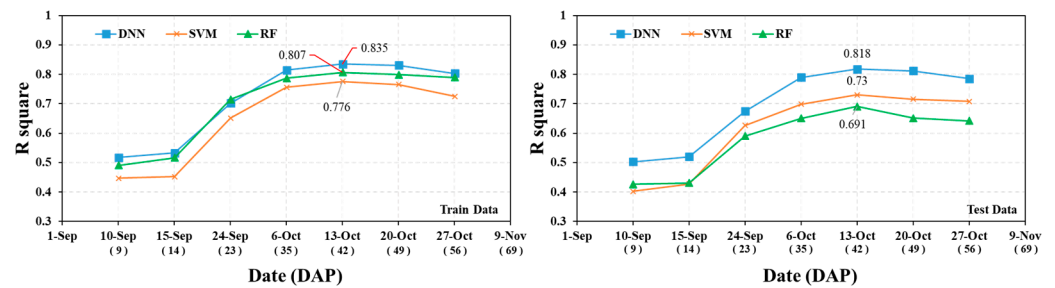 DNN SVM RF
0.807
0.835
0.776
1
0.9
0.8
0.7
0.6
0.5
0.4
0.3
R square
Train Data
1-Sep 10-Sep 15-Sep 24-Sep 6-Oct 13-Oct 20-Oct 27-Oct 9-Nov
( 9 ) ( 14 ) ( 23 ) ( 35 ) ( 42 ) ( 49 ) ( 56 ) ( 69 )
Date (DAP)
DNN SVM RF
0.818
0.73
0.691
1
0.9
0.8
0.7
0.6
0.5
0.4
0.3
R square
Test Data
1-Sep 10-Sep 15-Sep 24-Sep 6-Oct 13-Oct 20-Oct 27-Oct 9-Nov
( 9 ) ( 14 ) ( 23 ) ( 35 ) ( 42 ) ( 49 ) ( 56 ) ( 69 )
Date (DAP)